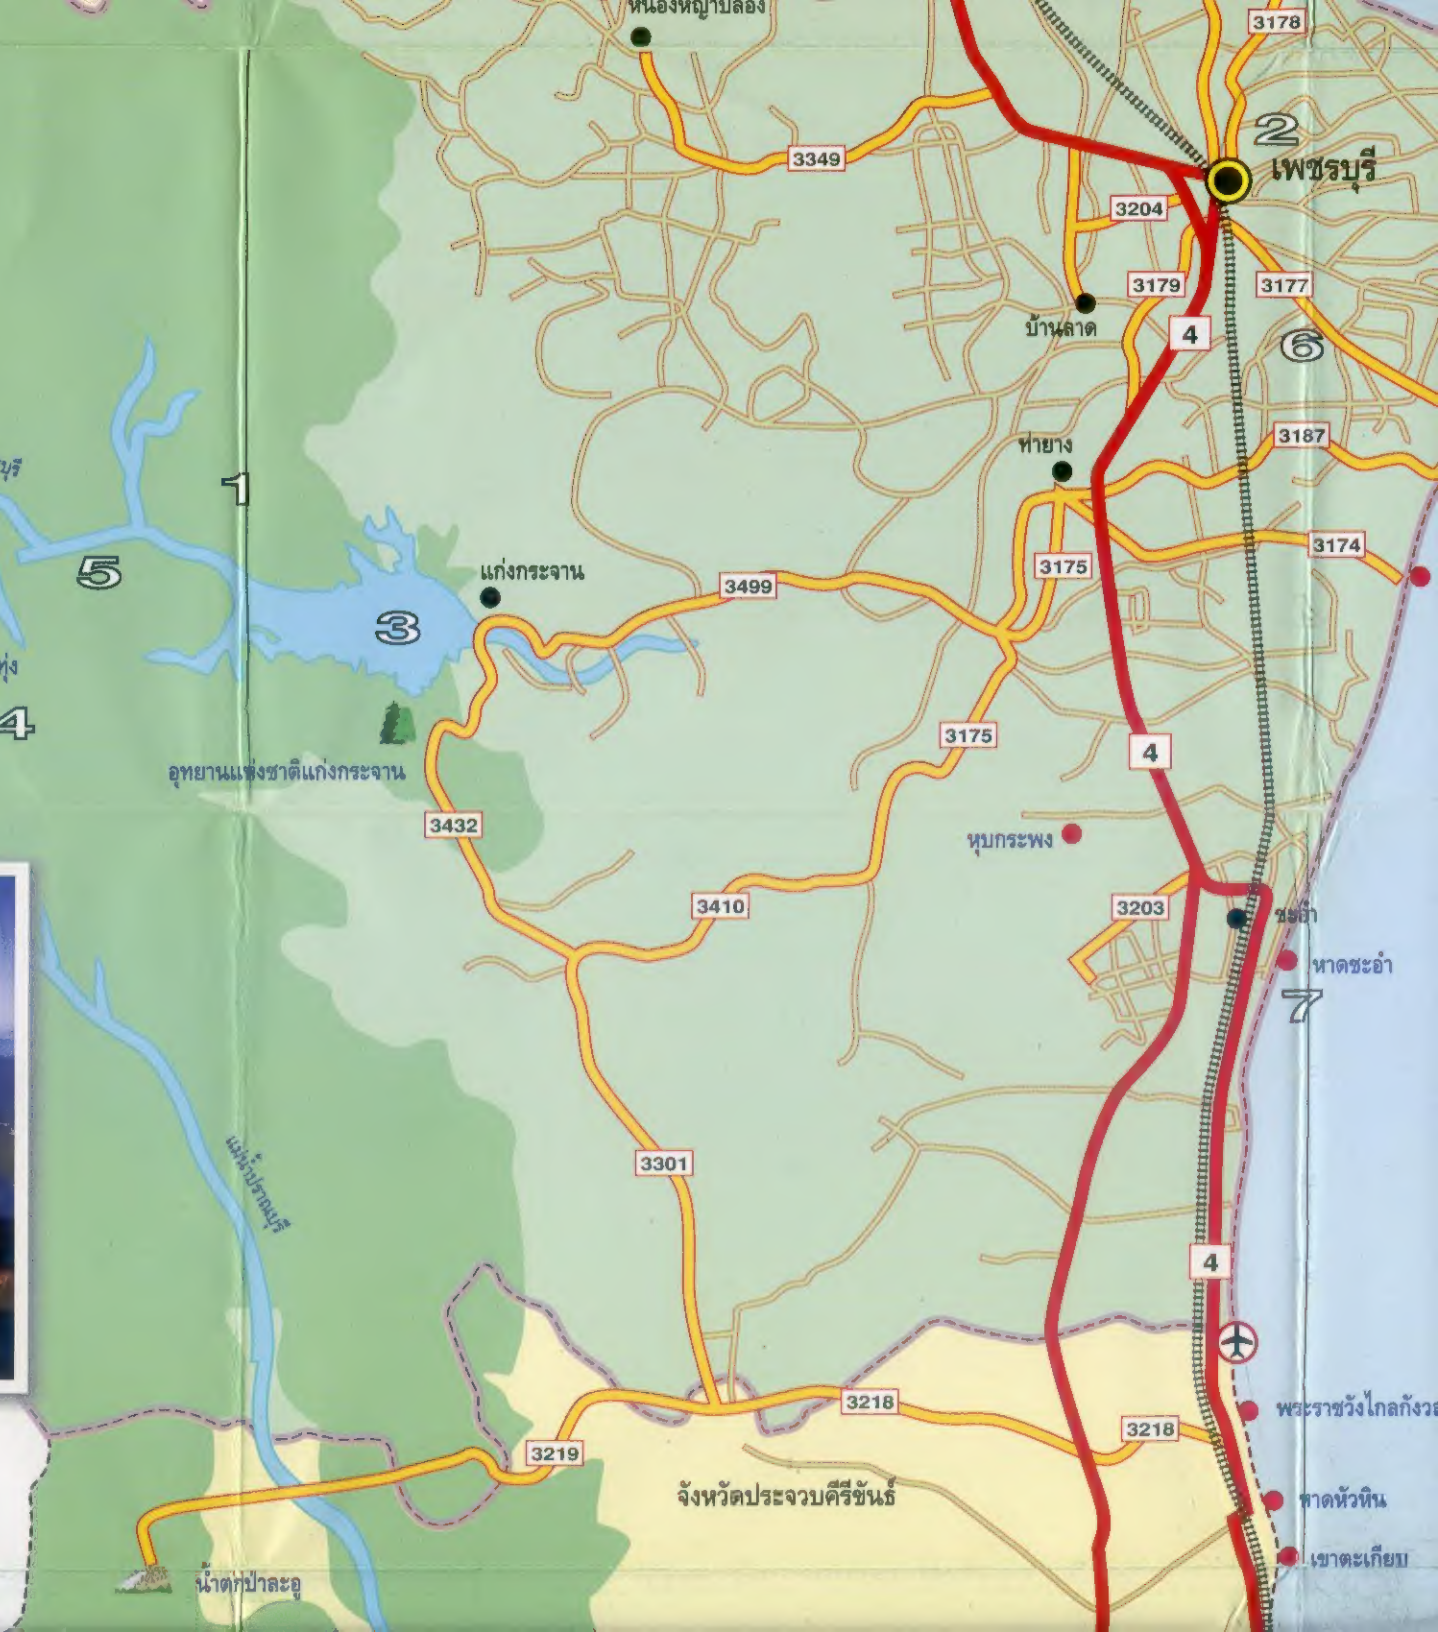 หนองหญ้าปล้อง
3178
2
เพชรบุรี
3349
3204
3179
3177
บ้านลาด
4
6
ท่ายาง
3187
1
3174
5
แก่งกระจาน
3499
3175
3
4
อุทยานแห่งชาติแก่งกระจาน
3175
4
3432
หุบกระพง
3410
3203
ชะอำ
หาดชะอำ
7
แม่น้ำปราณบุรี
3301
4
3218
พระราชวังไกลกังวล
3218
3219
จังหวัดประจวบคีรีขันธ์
หาดหัวหิน
เขาตะเกียบ
น้ำตกป่าละอู